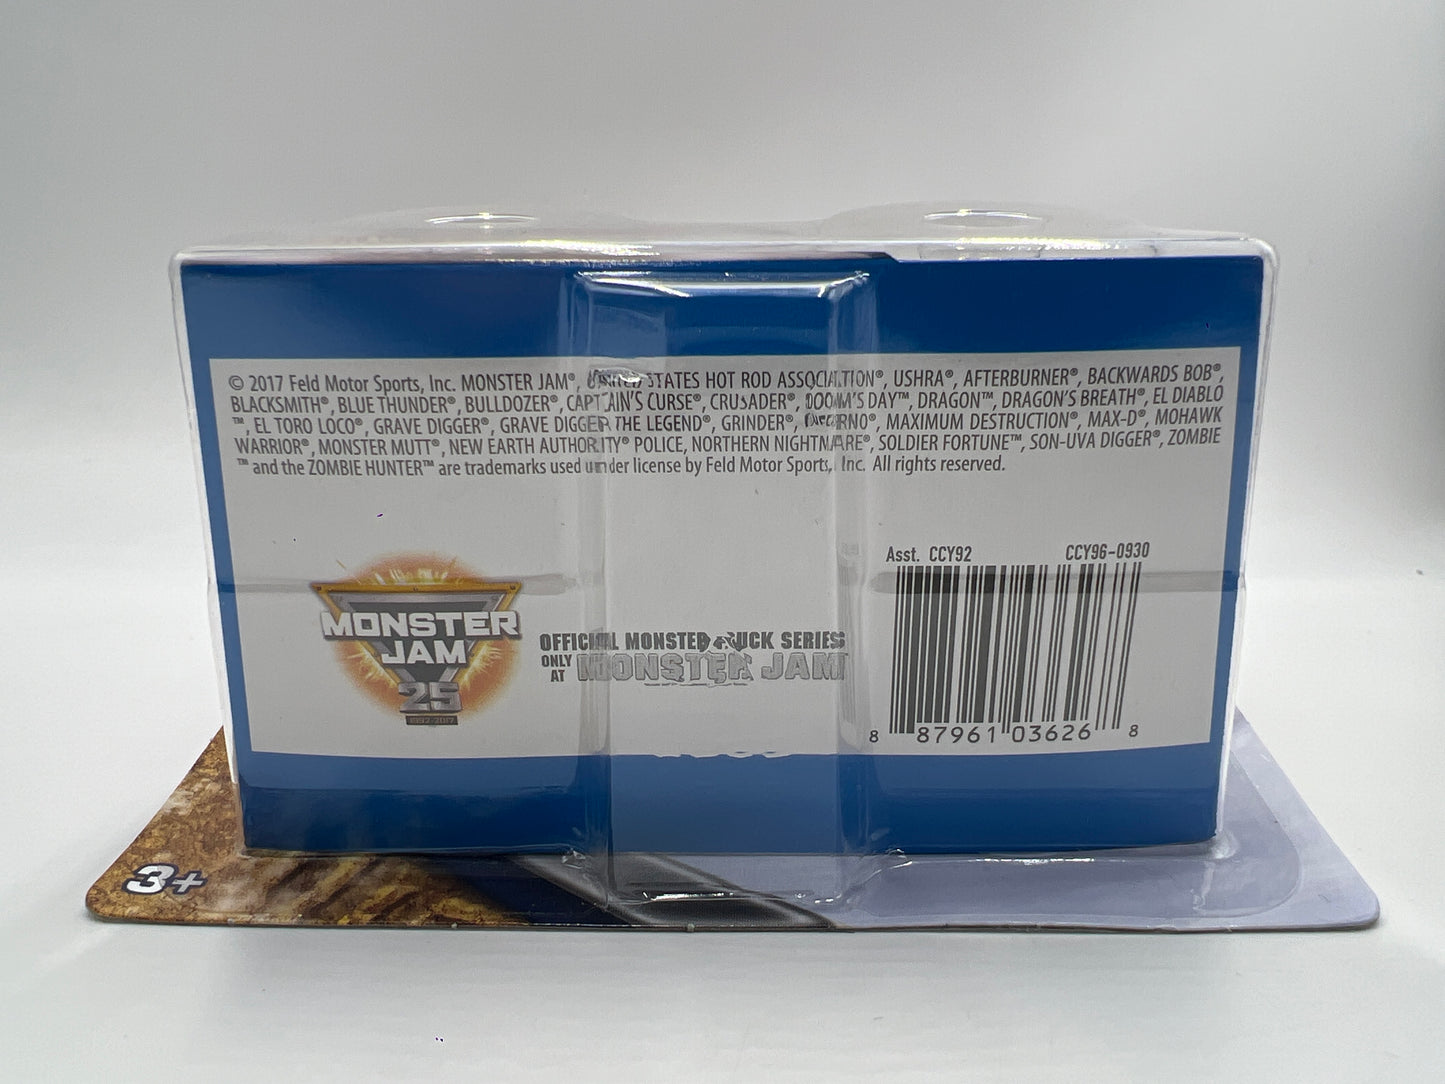 © 2017 Feld Motor Sports, Inc. MONSTER JAM®, UNITED STATES HOT ROD ASSOCIATION®, USHRA®, AFTERBURNER®, BACKWARDS BOB®,
BLACKSMITH®, BLUE THUNDER®, BULLDOZER®, CAPTAIN'S CURSE®, CRUSADER®, DOOM'S DAY™, DRAGON™, DRAGON'S BREATH®, EL DIABLO
™, EL TORO LOCO®, GRAVE DIGGER®, GRAVE DIGGER THE LEGEND®, GRINDER®, INFERNO®, MAXIMUM DESTRUCTION®, MAX-D®, MOHAWK
WARRIOR®, MONSTER MUTT®, NEW EARTH AUTHORITY® POLICE, NORTHERN NIGHTMARE®, SOLDIER FORTUNE™, SON-UVA DIGGER®, ZOMBIE
™ and the ZOMBIE HUNTER™ are trademarks used under license by Feld Motor Sports, Inc. All rights reserved.
Asst. CCY92 CCY96-0930
MONSTER
JAM
25
1992-2017
OFFICIAL MONSTER TRUCK SERIES
ONLY AT MONSTER JAM
8 87961 03626 8
3+